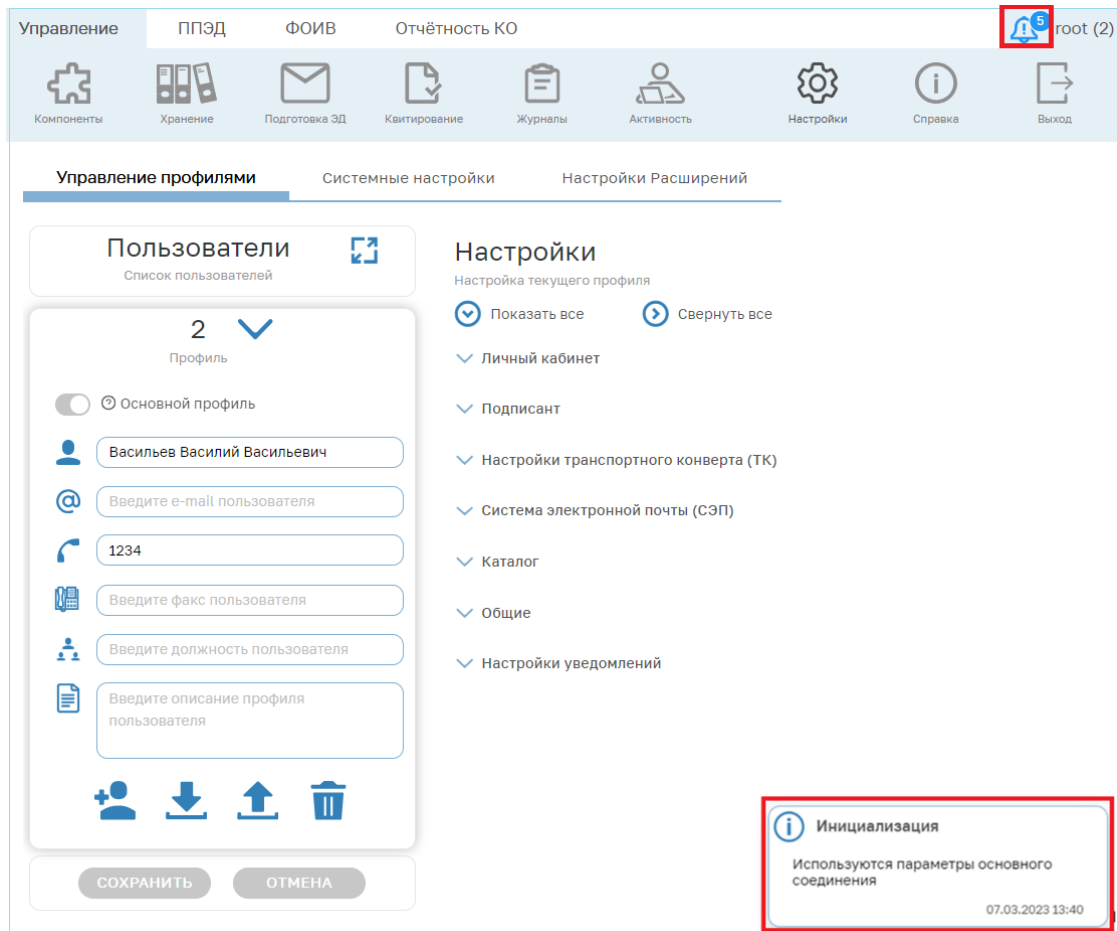 Управление ППЭД ФОИВ Отчётность КО 5 root (2)
Компоненты Хранение Подготовка ЭД Квитирование Журналы Активность Настройки Справка Выход
Управление профилями Системные настройки Настройки Расширений
Пользователи
Список пользователей
2
Профиль
Основной профиль
Васильев Василий Васильевич
Введите e-mail пользователя
1234
Введите факс пользователя
Введите должность пользователя
Введите описание профиля
пользователя
СОХРАНИТЬ ОТМЕНА
Настройки
Настройка текущего профиля
Показать все Свернуть все
Личный кабинет
Подписант
Настройки транспортного конверта (ТК)
Система электронной почты (СЭП)
Каталог
Общие
Настройки уведомлений
Инициализация
Используются параметры основного
соединения
07.03.2023 13:40